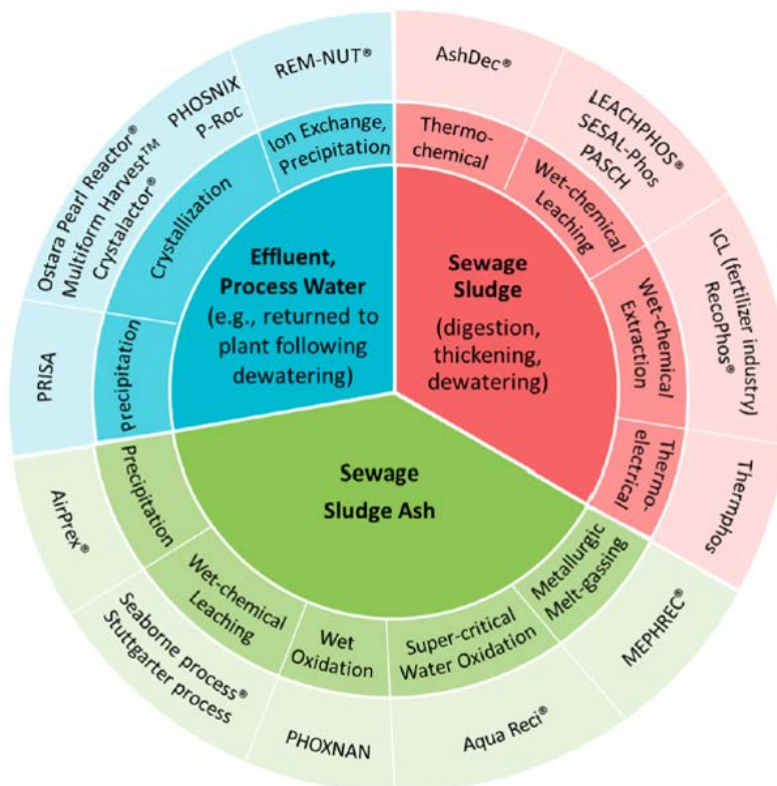 REM-NUT®
Ion Exchange,
Precipitation
PHOSNIX
P-Roc
Ostara Pearl Reactor®
Multiform Harvest™
Crystalactor®
Crystallization
PRISA
Precipitation
Effluent,
Process Water
(e.g., returned to
plant following
dewatering)
AshDec®
Thermo-
chemical
LEACHPHOS®
SESAL-Phos
PASCH
Wet-chemical
Leaching
ICL (fertilizer industry)
RecoPhos®
Wet-chemical
Extraction
Thermphos
Thermo-
electrical
Sewage
Sludge
(digestion,
thickening,
dewatering)
Sewage
Sludge Ash
Precipitation
AirPrex®
Wet-chemical
Leaching
Seaborne process®
Stuttgarter process
Wet
Oxidation
PHOXNAN
Super-critical
Water Oxidation
Aqua Reci®
Metallurgic
Melt-gassing
MEPHREC®